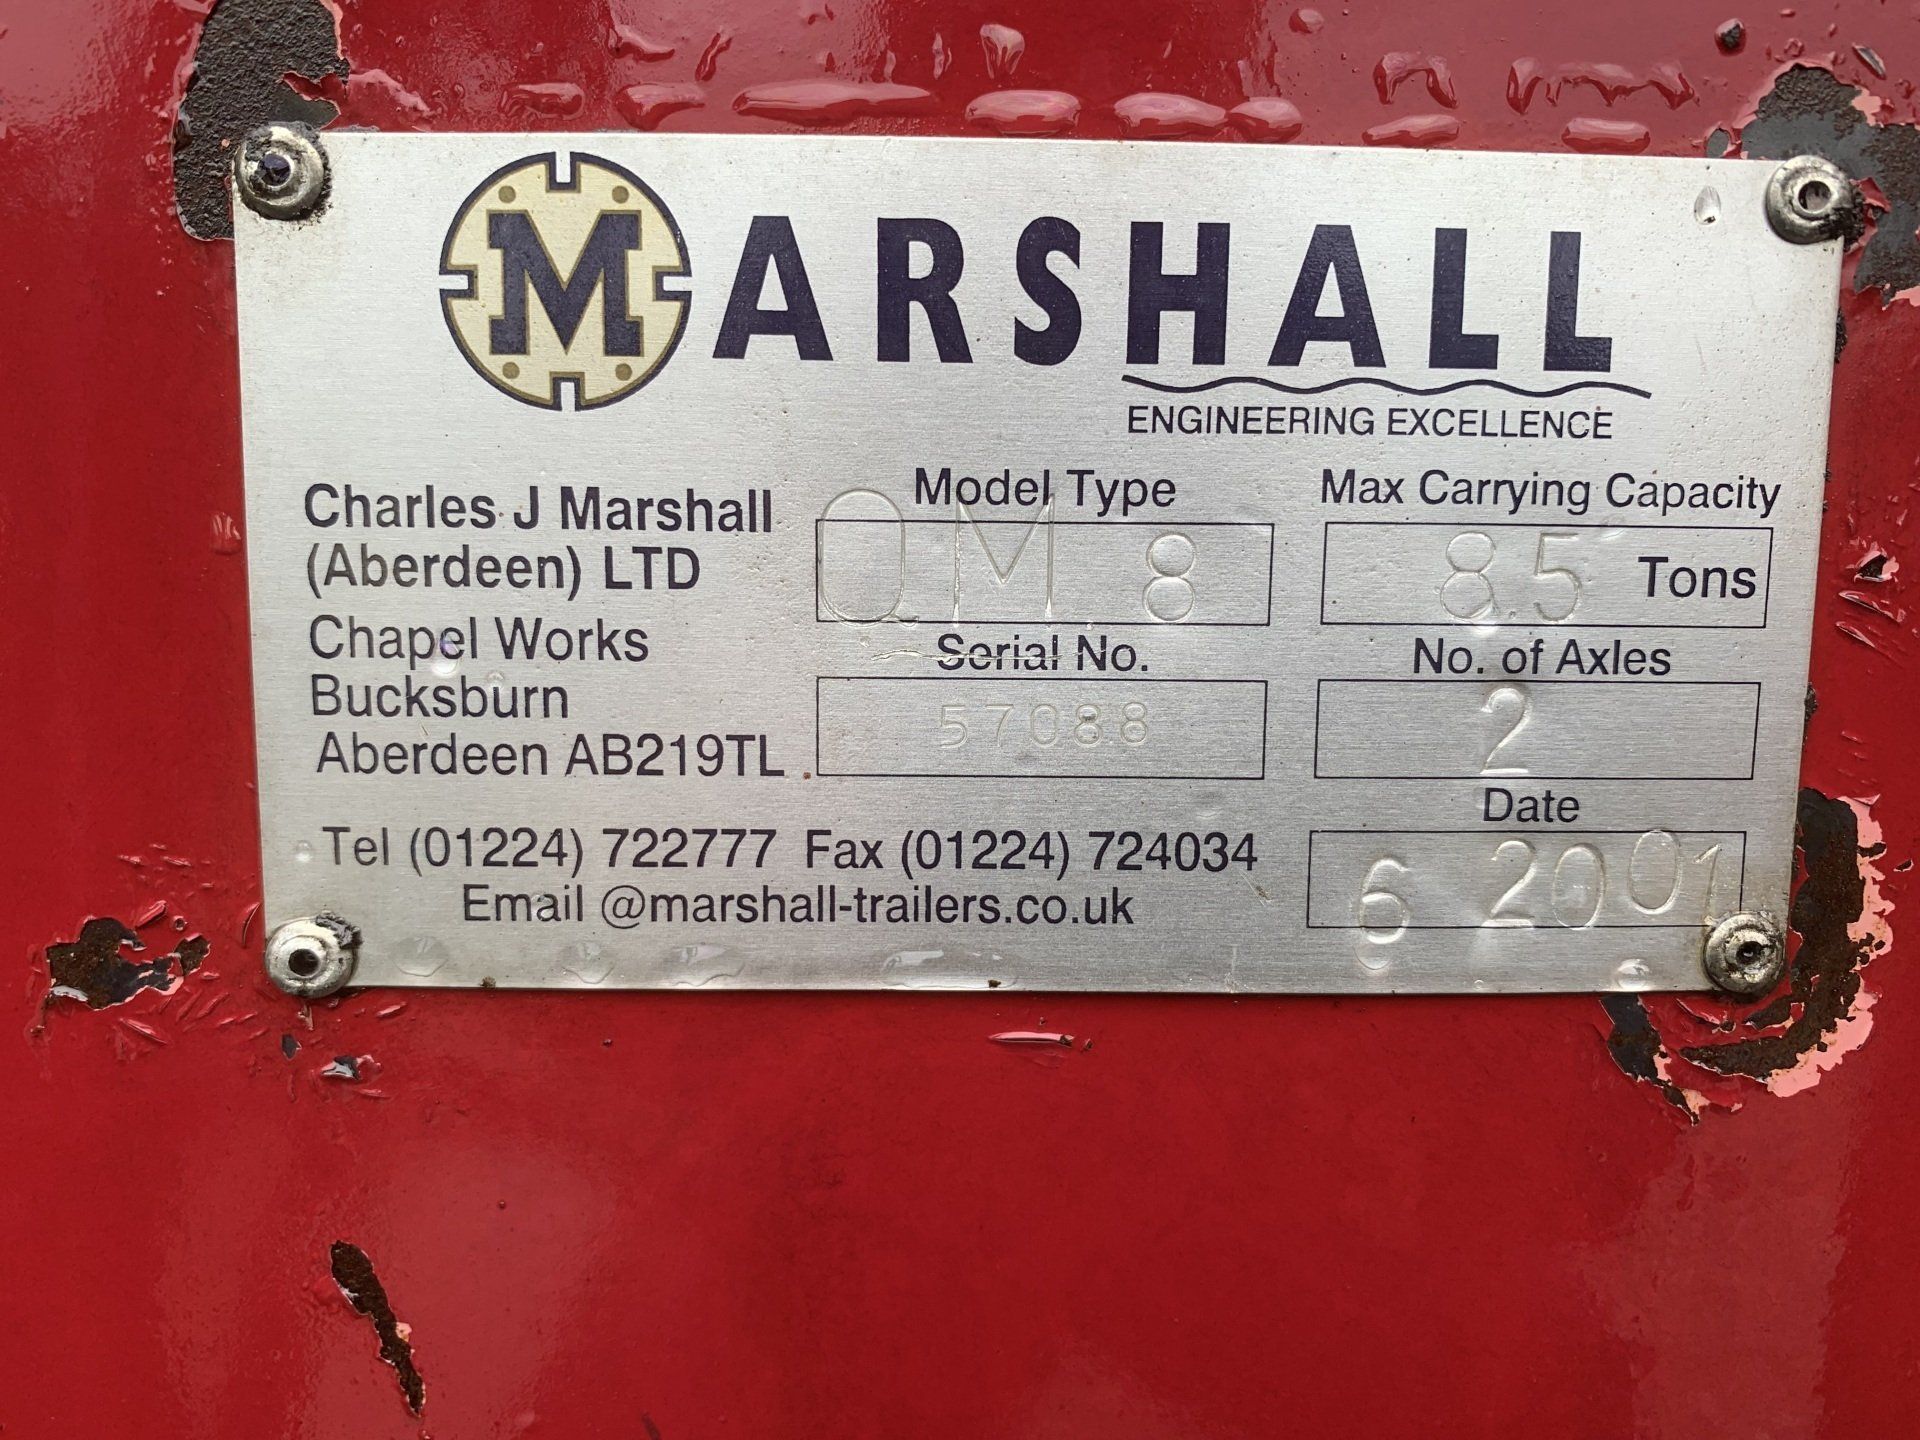 MARSHALL
ENGINEERING EXCELLENCE
Charles J Marshall
(Aberdeen) LTD
Chapel Works
Bucksburn
Aberdeen AB219TL
Model Type
QM 8
Serial No.
57088
Max Carrying Capacity
8.5 Tons
No. of Axles
2
Date
6 2001
Tel (01224) 722777 Fax (01224) 724034
Email @marshall-trailers.co.uk